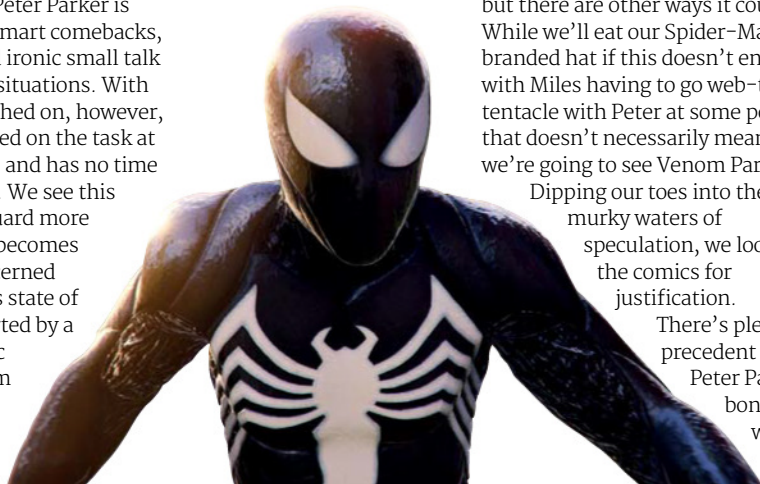 Peter Parker is
mart comebacks,
ironic small talk
situations. With
hed on, however,
ed on the task at
and has no time
. We see this
uard more
becomes
erned
s state of
ted by a
c
m
but there are other ways it cou
While we’ll eat our Spider-Ma
branded hat if this doesn’t en
with Miles having to go web-t
tentacle with Peter at some po
that doesn’t necessarily mean
we’re going to see Venom Par
Dipping our toes into the
murky waters of
speculation, we loo
the comics for
justification.
There’s ple
precedent
Peter Pa
bon
w